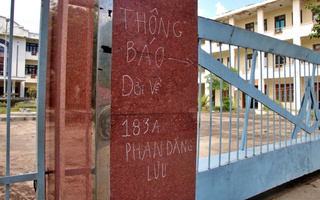 THÔNG
BÁO
Dời Về
183A
PHAN ĐĂNG
LƯU